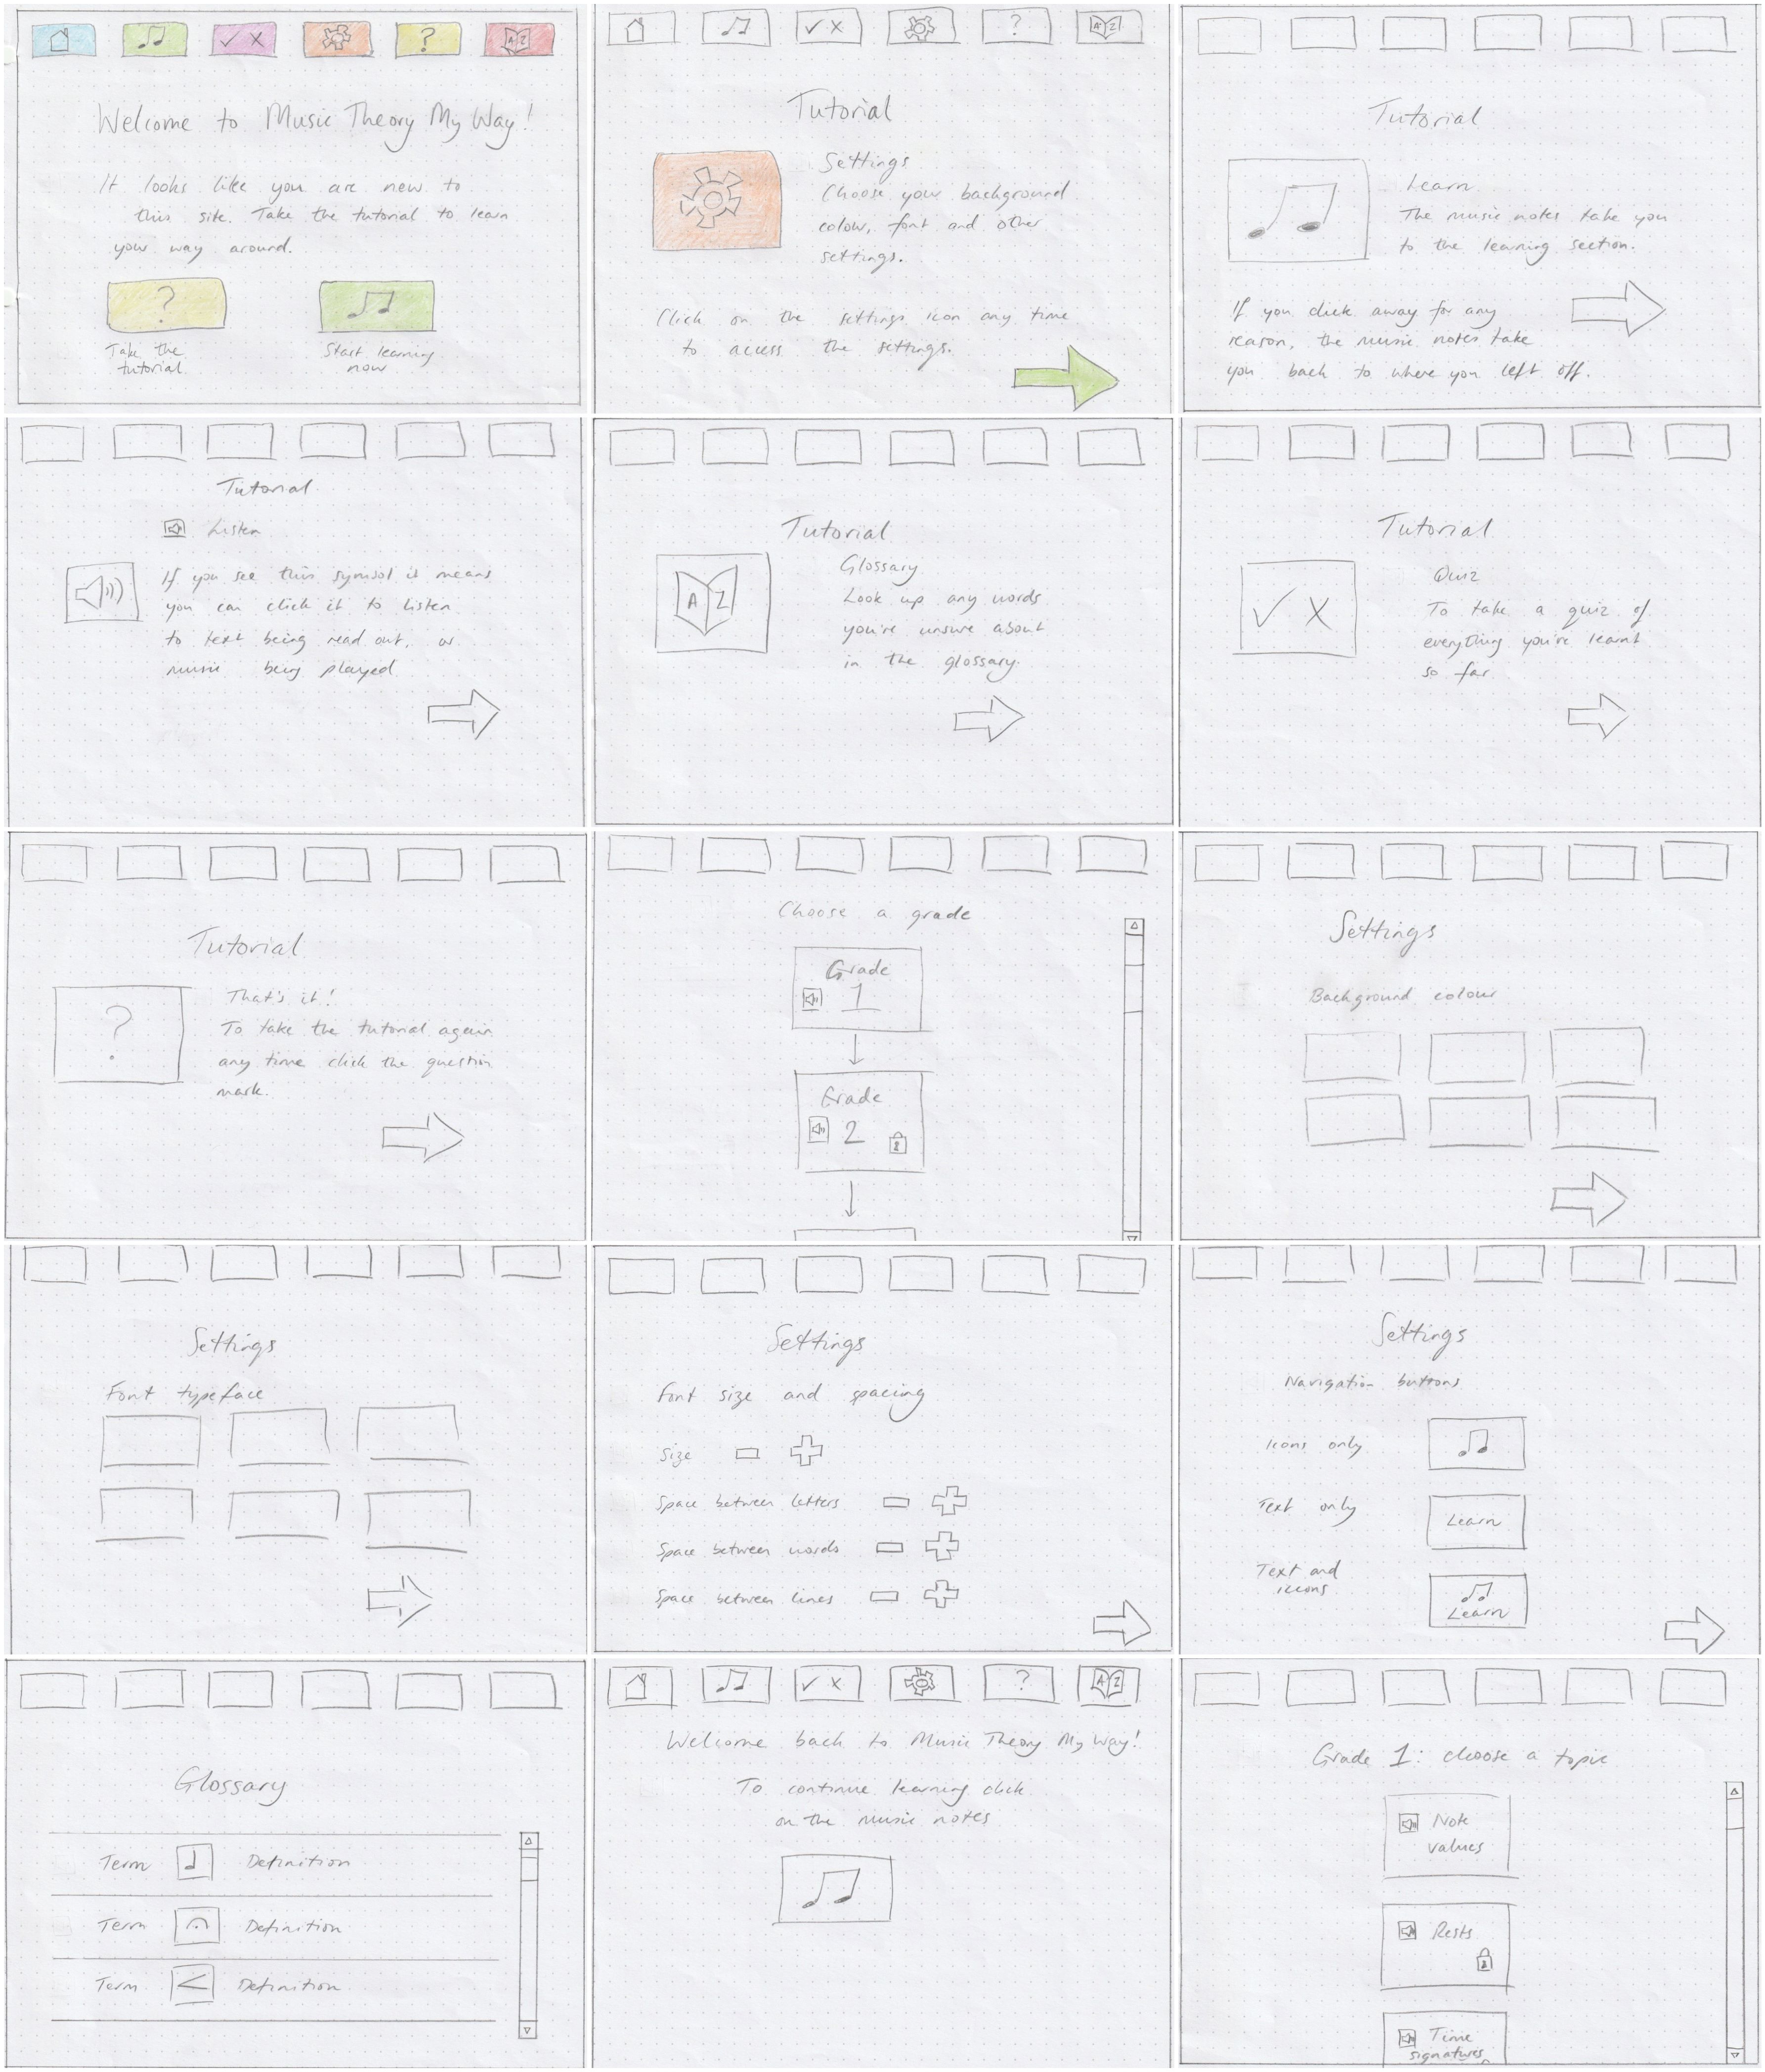 ?
A Z
Welcome to Music Theory My Way!
It looks like you are new to
this site. Take the tutorial to learn
your way around.
?
Take the
tutorial
Start learning
now
?
A Z
Tutorial
Settings
Choose your background
colour, font and other
settings.
Click on the settings icon any time
to access the settings.
Tutorial
Learn
The music notes take you
to the learning section.
If you click away for any
reason, the music notes take
you back to where you left off.
Tutorial
Listen
If you see this symbol it means
you can click it to listen
to text being read out, or
music being played
Tutorial
A Z
Glossary
Look up any words
you're unsure about
in the glossary.
Tutorial
Quiz
To take a quiz of
everything you're learnt
so far
Tutorial
?
That's it!
To take the tutorial again
any time click the question
mark.
Choose a grade
Grade
1
Grade
2
Settings
Background colour
Settings
Font typeface
Settings
Font size and spacing
Size
Space between letters
Space between words
Space between lines
Settings
Navigation buttons
Icons only
Text only
Learn
Text and
iccons
Learn
Glossary
Term Definition
Term Definition
Term Definition
?
A Z
Welcome back to Music Theory My Way!
To continue learning click
on the music notes
Grade 1: choose a topic
Note
values
Rests
Time
signatures